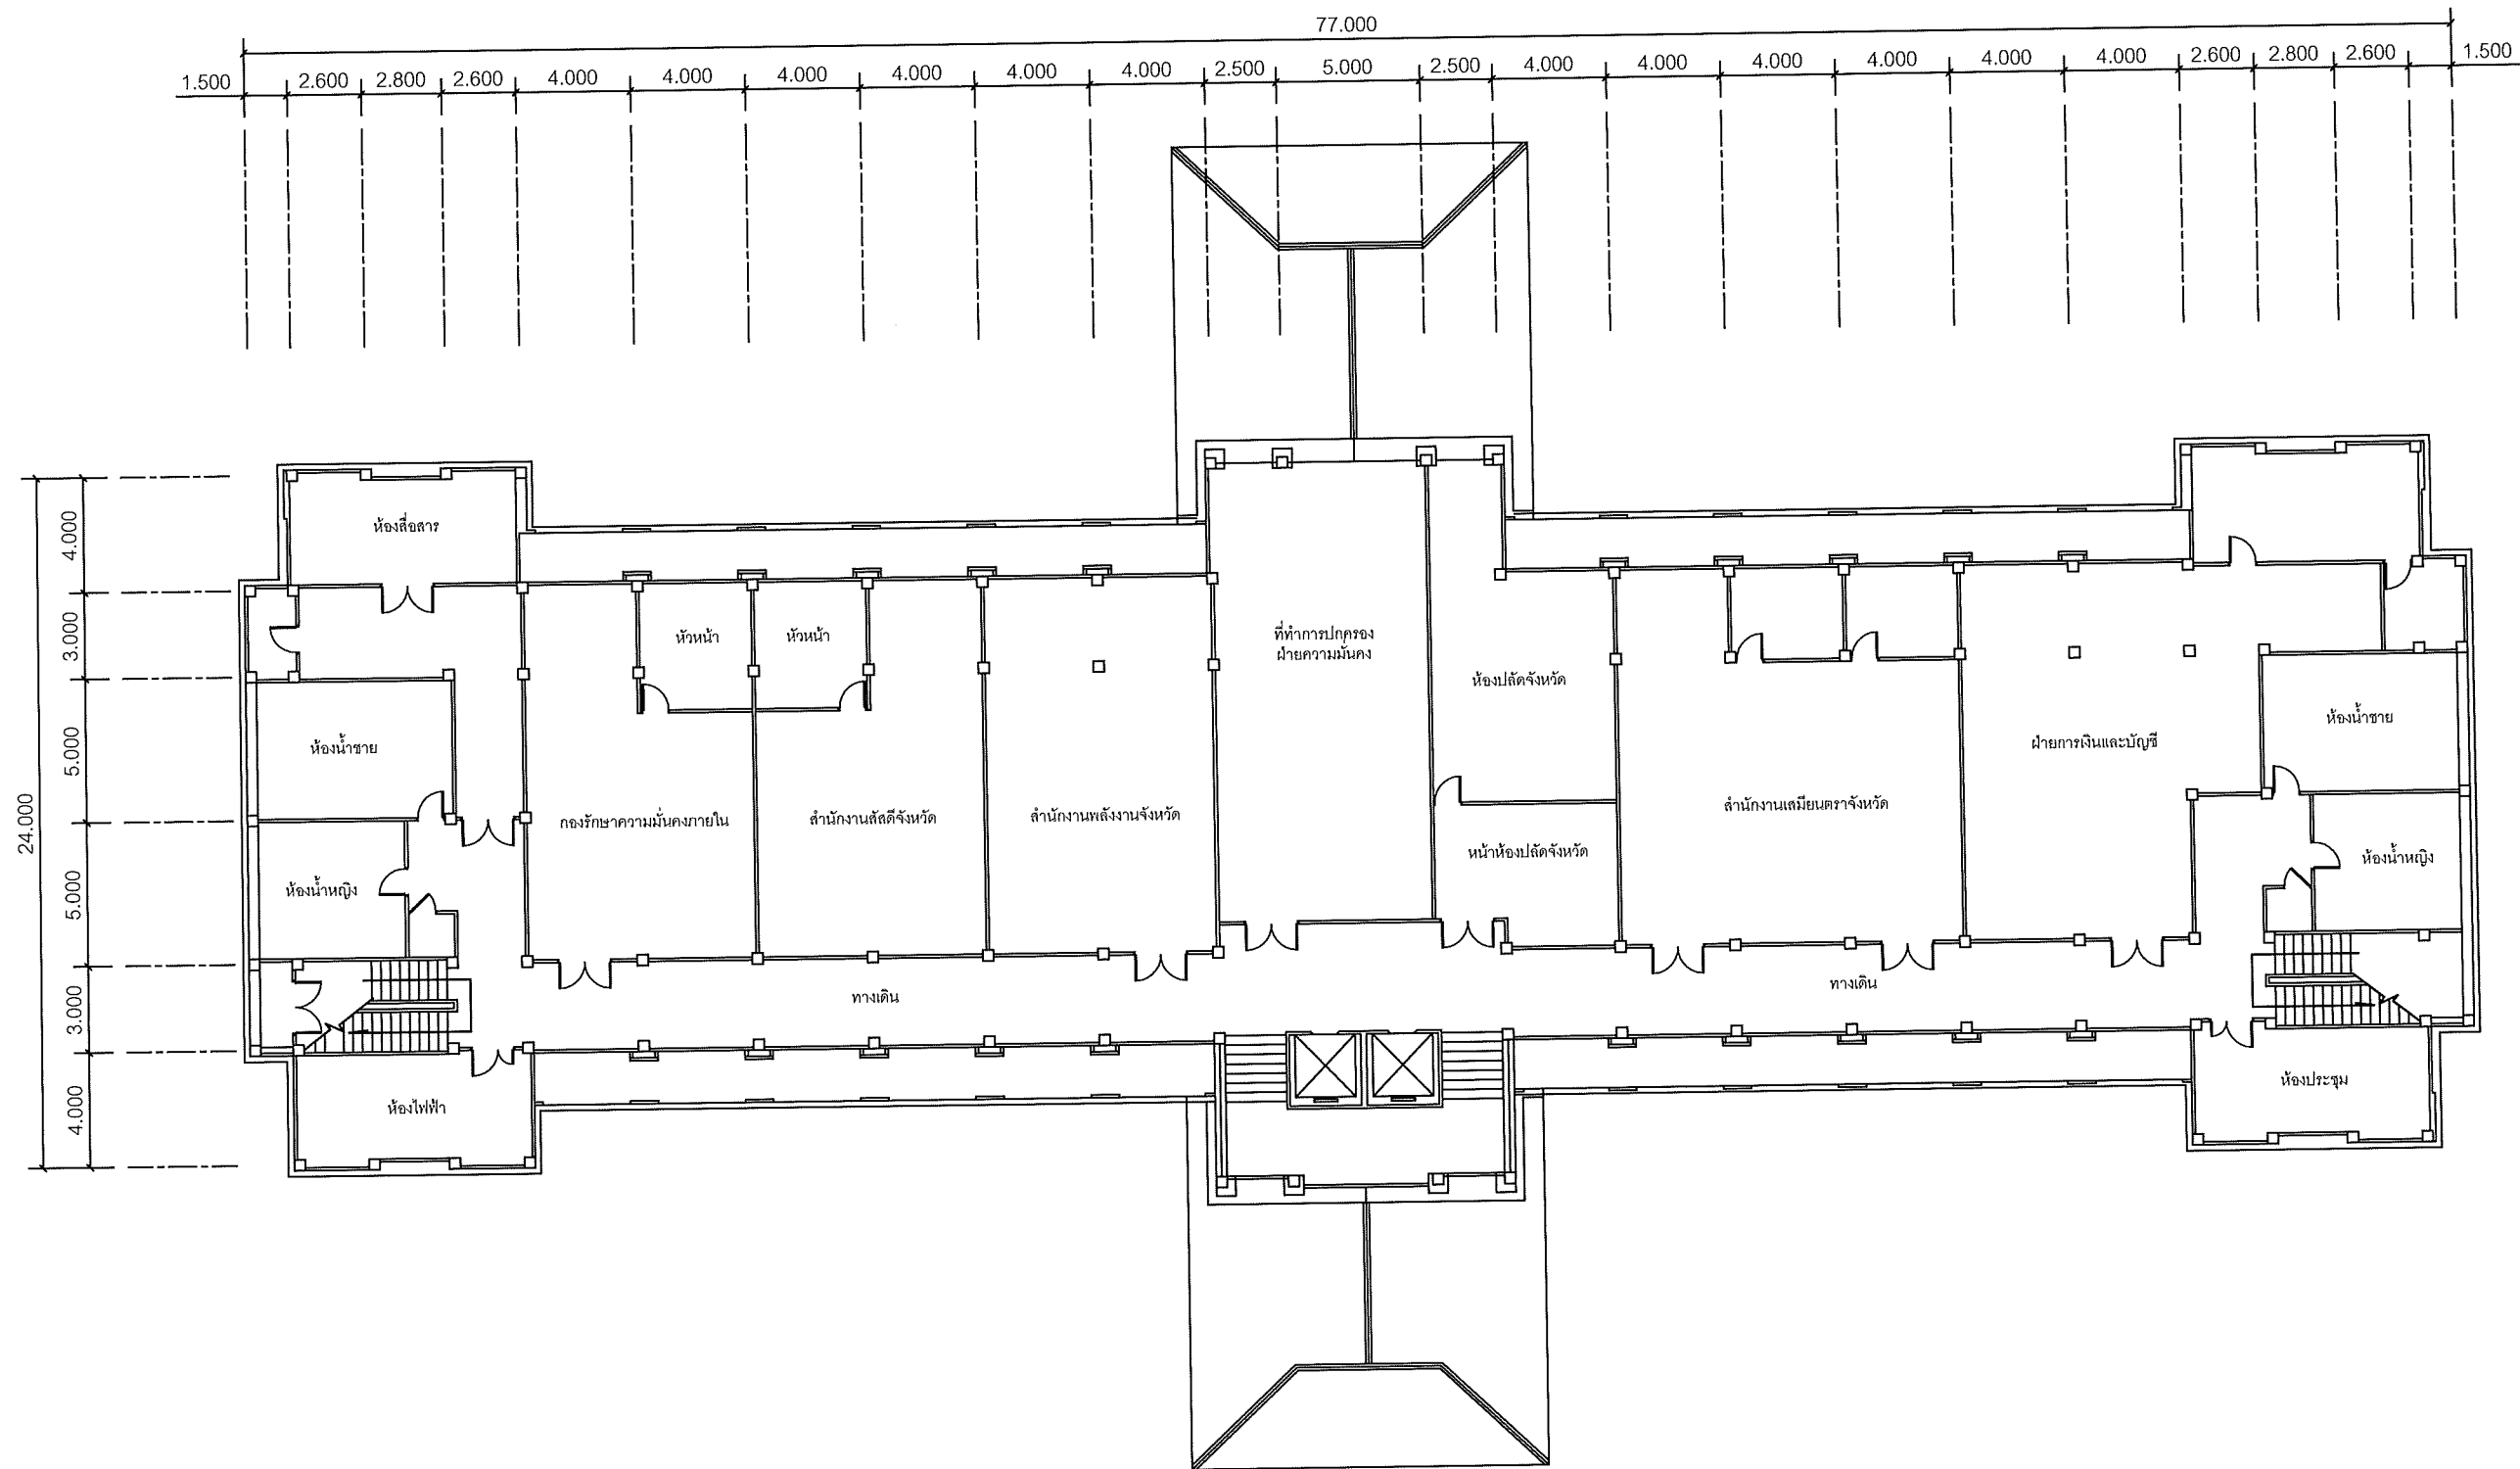 77.000
1.500 2.600 2.800 2.600 4.000 4.000 4.000 4.000 4.000 4.000 2.500 5.000 2.500 4.000 4.000 4.000 4.000 4.000 4.000 2.600 2.800 2.600 1.500
24.000
4.000
3.000
5.000
5.000
3.000
4.000
ห้องสื่อสาร
หัวหน้า
หัวหน้า
ที่ทำการปกครอง
ฝ่ายความมั่นคง
ห้องปลัดจังหวัด
ห้องน้ำชาย
ฝ่ายการเงินและบัญชี
ห้องน้ำชาย
กองรักษาความมั่นคงภายใน
สำนักงานสัสดีจังหวัด
สำนักงานพลังงานจังหวัด
สำนักงานเสมียนตราจังหวัด
หน้าห้องปลัดจังหวัด
ห้องน้ำหญิง
ห้องน้ำหญิง
ทางเดิน
ทางเดิน
ห้องไฟฟ้า
ห้องประชุม